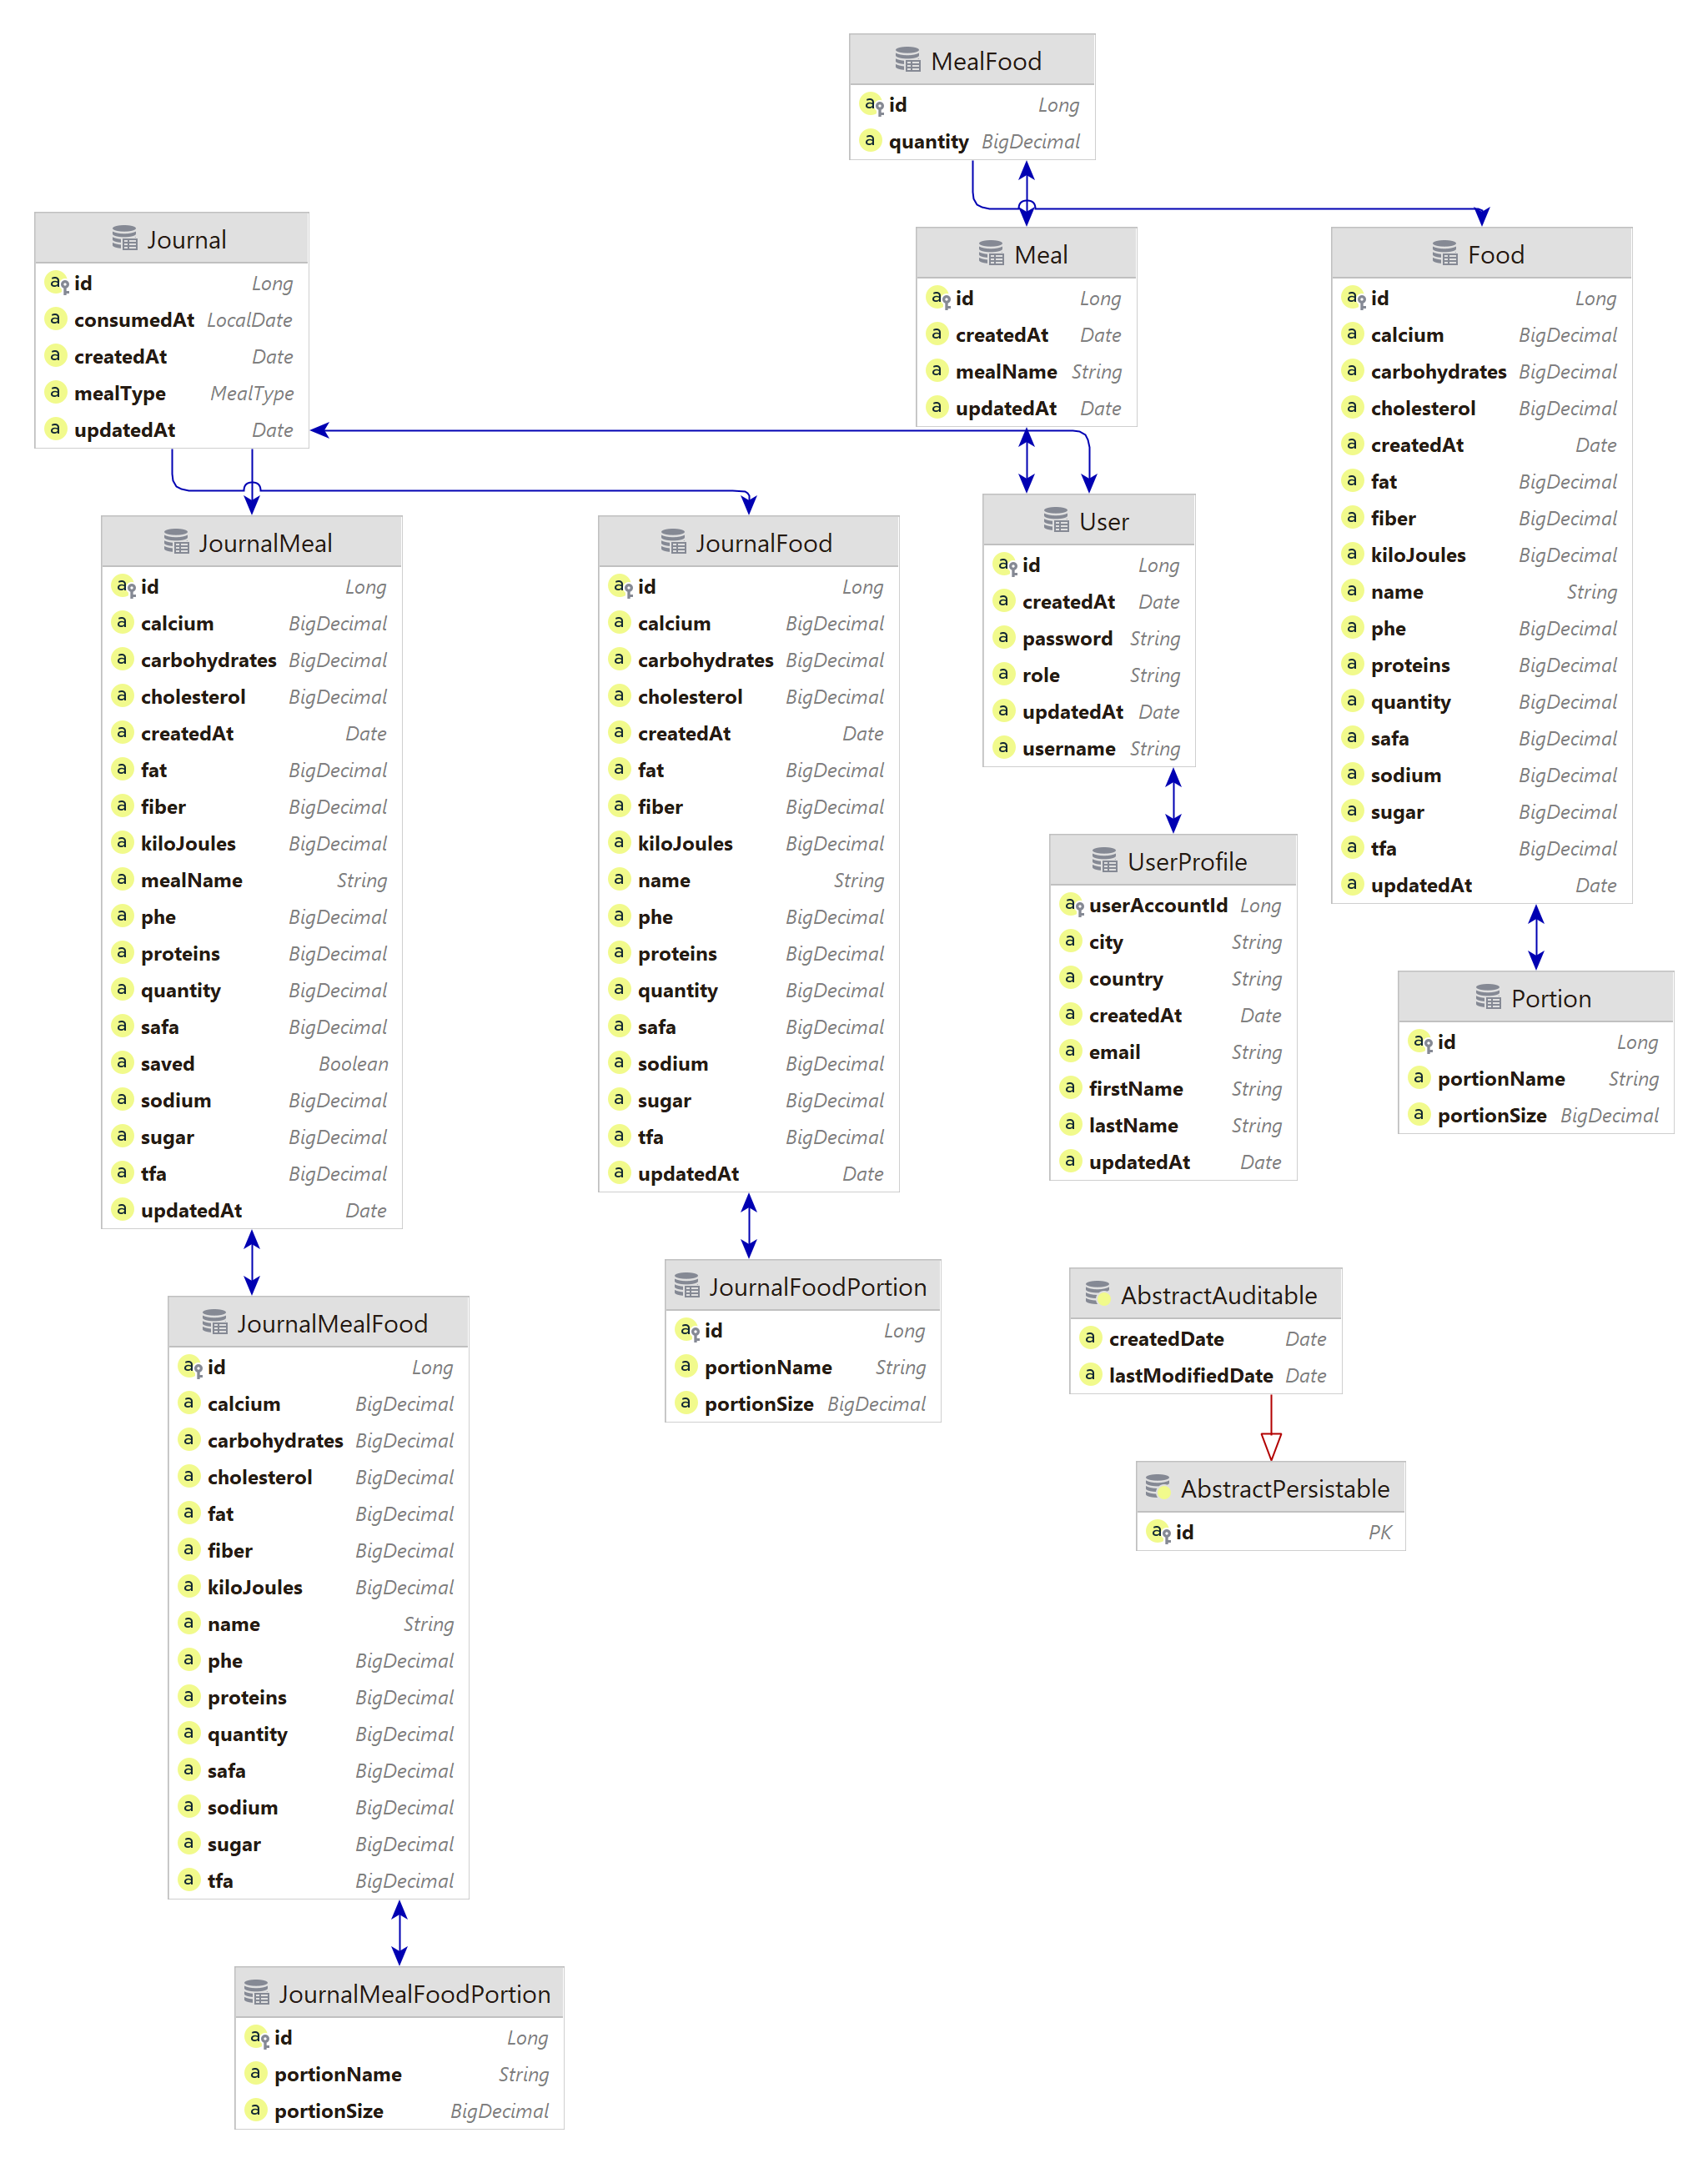 MealFood
id Long
quantity BigDecimal
Journal
id Long
consumedAt LocalDate
createdAt Date
mealType MealType
updatedAt Date
Meal
id Long
createdAt Date
mealName String
updatedAt Date
Food
id Long
calcium BigDecimal
carbohydrates BigDecimal
cholesterol BigDecimal
createdAt Date
fat BigDecimal
fiber BigDecimal
kiloJoules BigDecimal
name String
phe BigDecimal
proteins BigDecimal
quantity BigDecimal
safa BigDecimal
sodium BigDecimal
sugar BigDecimal
tfa BigDecimal
updatedAt Date
JournalMeal
id Long
calcium BigDecimal
carbohydrates BigDecimal
cholesterol BigDecimal
createdAt Date
fat BigDecimal
fiber BigDecimal
kiloJoules BigDecimal
mealName String
phe BigDecimal
proteins BigDecimal
quantity BigDecimal
safa BigDecimal
saved Boolean
sodium BigDecimal
sugar BigDecimal
tfa BigDecimal
updatedAt Date
JournalFood
id Long
calcium BigDecimal
carbohydrates BigDecimal
cholesterol BigDecimal
createdAt Date
fat BigDecimal
fiber BigDecimal
kiloJoules BigDecimal
name String
phe BigDecimal
proteins BigDecimal
quantity BigDecimal
safa BigDecimal
sodium BigDecimal
sugar BigDecimal
tfa BigDecimal
updatedAt Date
User
id Long
createdAt Date
password String
role String
updatedAt Date
username String
UserProfile
userAccountId Long
city String
country String
createdAt Date
email String
firstName String
lastName String
updatedAt Date
Portion
id Long
portionName String
portionSize BigDecimal
JournalMealFood
id Long
calcium BigDecimal
carbohydrates BigDecimal
cholesterol BigDecimal
fat BigDecimal
fiber BigDecimal
kiloJoules BigDecimal
name String
phe BigDecimal
proteins BigDecimal
quantity BigDecimal
safa BigDecimal
sodium BigDecimal
sugar BigDecimal
tfa BigDecimal
JournalFoodPortion
id Long
portionName String
portionSize BigDecimal
AbstractAuditable
createdDate Date
lastModifiedDate Date
AbstractPersistable
id PK
JournalMealFoodPortion
id Long
portionName String
portionSize BigDecimal